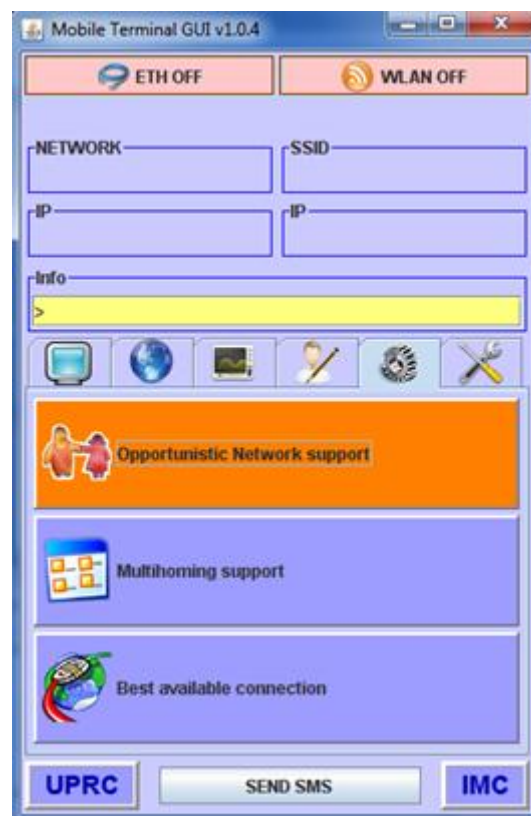 Mobile Terminal GUI v1.0.4
ETH OFF
WLAN OFF
NETWORK
SSID
IP
IP
Info
>
Opportunistic Network support
Multihoming support
Best available connection
UPRC
SEND SMS
IMC